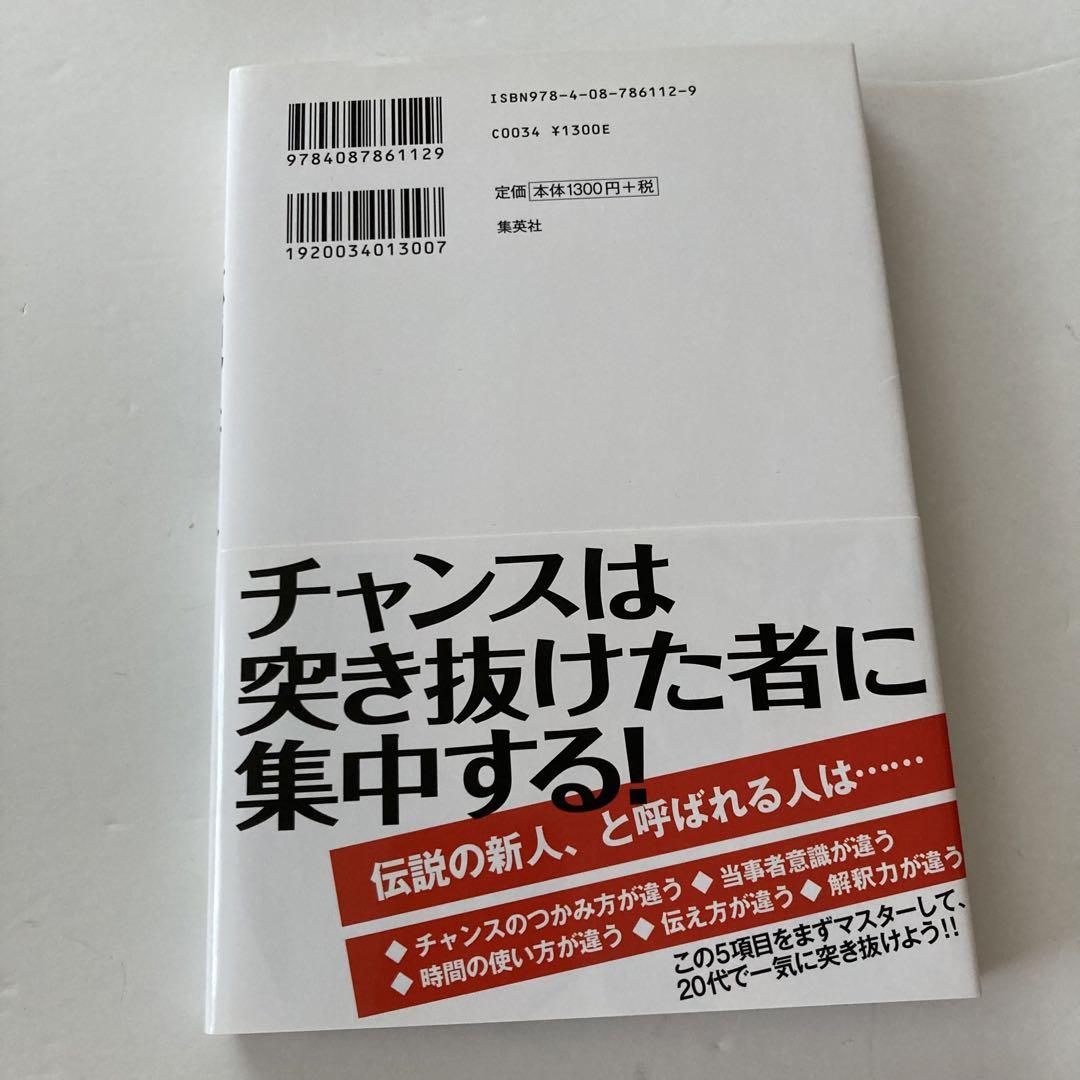 ISBN978-4-08-786112-9
C0034 ¥1300E
9784087861129
定価 本体1300円+税
集英社
1920034013007
チャンスは
突き抜けた者に
集中する!
伝説の新人、と呼ばれる人は……
◆チャンスのつかみ方が違う◆当事者意識が違う
◆時間の使い方が違う◆伝え方が違う◆解釈力が違う
この5項目をまずマスターして、
20代で一気に突き抜けよう!!